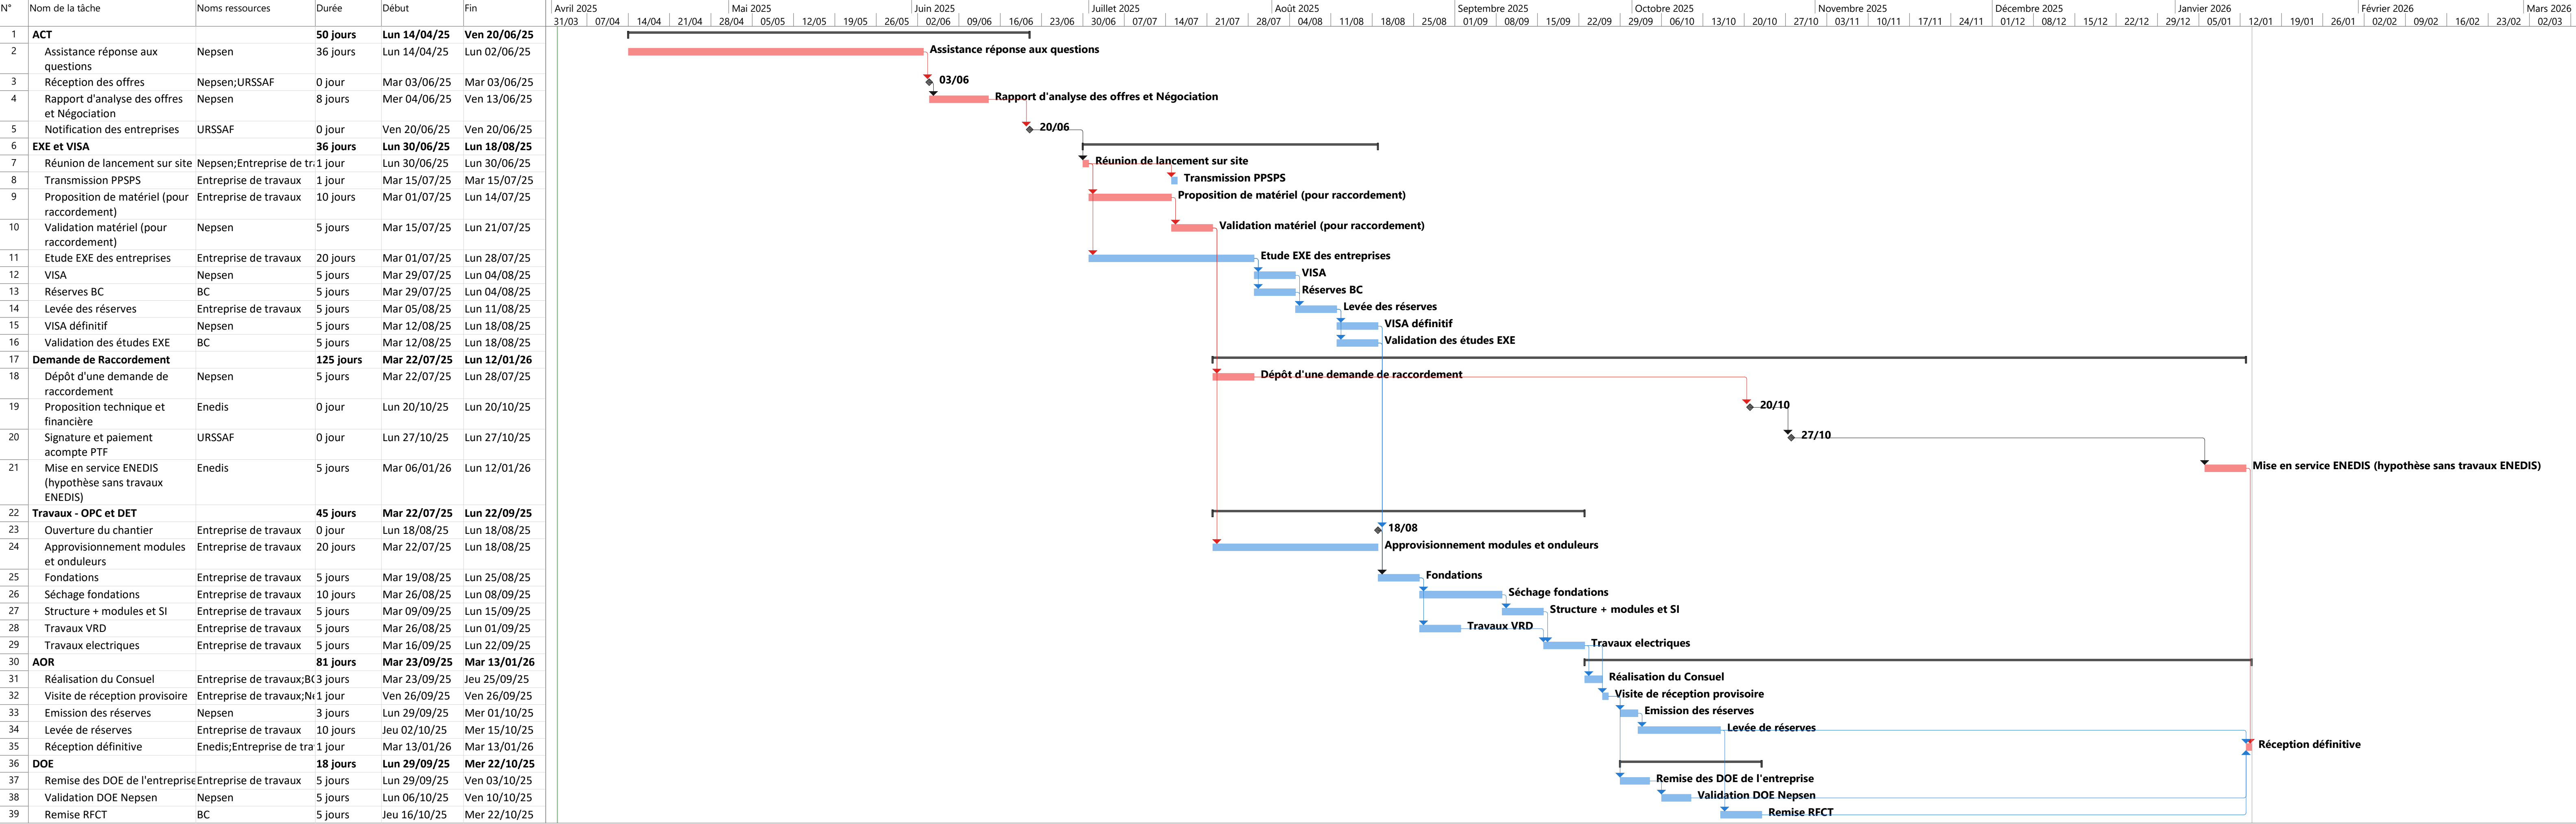 N° Nom de la tâche Noms ressources Durée Début Fin Avril 2025 Mai 2025 Juin 2025 Juillet 2025 Août 2025 Septembre 2025 Octobre 2025 Novembre 2025 Décembre 2025 Janvier 2026 Février 2026 Mars 2026
31/03 07/04 14/04 21/04 28/04 05/05 12/05 19/05 26/05 02/06 09/06 16/06 23/06 30/06 07/07 14/07 21/07 28/07 04/08 11/08 18/08 25/08 01/09 08/09 15/09 22/09 29/09 06/10 13/10 20/10 27/10 03/11 10/11 17/11 24/11 01/12 08/12 15/12 22/12 29/12 05/01 12/01 19/01 26/01 02/02 09/02 16/02 23/02 02/03
1 ACT 50 jours Lun 14/04/25 Ven 20/06/25
2 Assistance réponse aux Nepsen 36 jours Lun 14/04/25 Lun 02/06/25 Assistance réponse aux questions
questions
3 Réception des offres Nepsen;URSSAF 0 jour Mar 03/06/25 Mar 03/06/25 03/06
4 Rapport d'analyse des offres Nepsen 8 jours Mer 04/06/25 Ven 13/06/25 Rapport d'analyse des offres et Négociation
et Négociation
5 Notification des entreprises URSSAF 0 jour Ven 20/06/25 Ven 20/06/25 20/06
6 EXE et VISA 36 jours Lun 30/06/25 Lun 18/08/25
7 Réunion de lancement sur site Nepsen;Entreprise de tra 1 jour Lun 30/06/25 Lun 30/06/25 Réunion de lancement sur site
8 Transmission PPSPS Entreprise de travaux 1 jour Mar 15/07/25 Mar 15/07/25 Transmission PPSPS
9 Proposition de matériel (pour Entreprise de travaux 10 jours Mar 01/07/25 Lun 14/07/25 Proposition de matériel (pour raccordement)
raccordement)
10 Validation matériel (pour Nepsen 5 jours Mar 15/07/25 Lun 21/07/25 Validation matériel (pour raccordement)
raccordement)
11 Etude EXE des entreprises Entreprise de travaux 20 jours Mar 01/07/25 Lun 28/07/25 Etude EXE des entreprises
12 VISA Nepsen 5 jours Mar 29/07/25 Lun 04/08/25 VISA
13 Réserves BC BC 5 jours Mar 29/07/25 Lun 04/08/25 Réserves BC
14 Levée des réserves Entreprise de travaux 5 jours Mar 05/08/25 Lun 11/08/25 Levée des réserves
15 VISA définitif Nepsen 5 jours Mar 12/08/25 Lun 18/08/25 VISA définitif
16 Validation des études EXE BC 5 jours Mar 12/08/25 Lun 18/08/25 Validation des études EXE
17 Demande de Raccordement 125 jours Mar 22/07/25 Lun 12/01/26
18 Dépôt d'une demande de Nepsen 5 jours Mar 22/07/25 Lun 28/07/25 Dépôt d'une demande de raccordement
raccordement
19 Proposition technique et Enedis 0 jour Lun 20/10/25 Lun 20/10/25 20/10
financière
20 Signature et paiement URSSAF 0 jour Lun 27/10/25 Lun 27/10/25 27/10
acompte PTF
21 Mise en service ENEDIS Enedis 5 jours Mar 06/01/26 Lun 12/01/26 Mise en service ENEDIS (hypothèse sans travaux ENEDIS)
(hypothèse sans travaux
ENEDIS)
22 Travaux - OPC et DET 45 jours Mar 22/07/25 Lun 22/09/25
23 Ouverture du chantier Entreprise de travaux 0 jour Lun 18/08/25 Lun 18/08/25 18/08
24 Approvisionnement modules Entreprise de travaux 20 jours Mar 22/07/25 Lun 18/08/25 Approvisionnement modules et onduleurs
et onduleurs
25 Fondations Entreprise de travaux 5 jours Mar 19/08/25 Lun 25/08/25 Fondations
26 Séchage fondations Entreprise de travaux 10 jours Mar 26/08/25 Lun 08/09/25 Séchage fondations
27 Structure + modules et SI Entreprise de travaux 5 jours Mar 09/09/25 Lun 15/09/25 Structure + modules et SI
28 Travaux VRD Entreprise de travaux 5 jours Mar 26/08/25 Lun 01/09/25 Travaux VRD
29 Travaux electriques Entreprise de travaux 5 jours Mar 16/09/25 Lun 22/09/25 Travaux electriques
30 AOR 81 jours Mar 23/09/25 Mar 13/01/26
31 Réalisation du Consuel Entreprise de travaux;BC 3 jours Mar 23/09/25 Jeu 25/09/25 Réalisation du Consuel
32 Visite de réception provisoire Entreprise de travaux;Ne 1 jour Ven 26/09/25 Ven 26/09/25 Visite de réception provisoire
33 Emission des réserves Nepsen 3 jours Lun 29/09/25 Mer 01/10/25 Emission des réserves
34 Levée de réserves Entreprise de travaux 10 jours Jeu 02/10/25 Mer 15/10/25 Levée de réserves
35 Réception définitive Enedis;Entreprise de tra 1 jour Mar 13/01/26 Mar 13/01/26 Réception définitive
36 DOE 18 jours Lun 29/09/25 Mer 22/10/25
37 Remise des DOE de l'entreprise Entreprise de travaux 5 jours Lun 29/09/25 Ven 03/10/25 Remise des DOE de l'entreprise
38 Validation DOE Nepsen Nepsen 5 jours Lun 06/10/25 Ven 10/10/25 Validation DOE Nepsen
39 Remise RFCT BC 5 jours Jeu 16/10/25 Mer 22/10/25 Remise RFCT